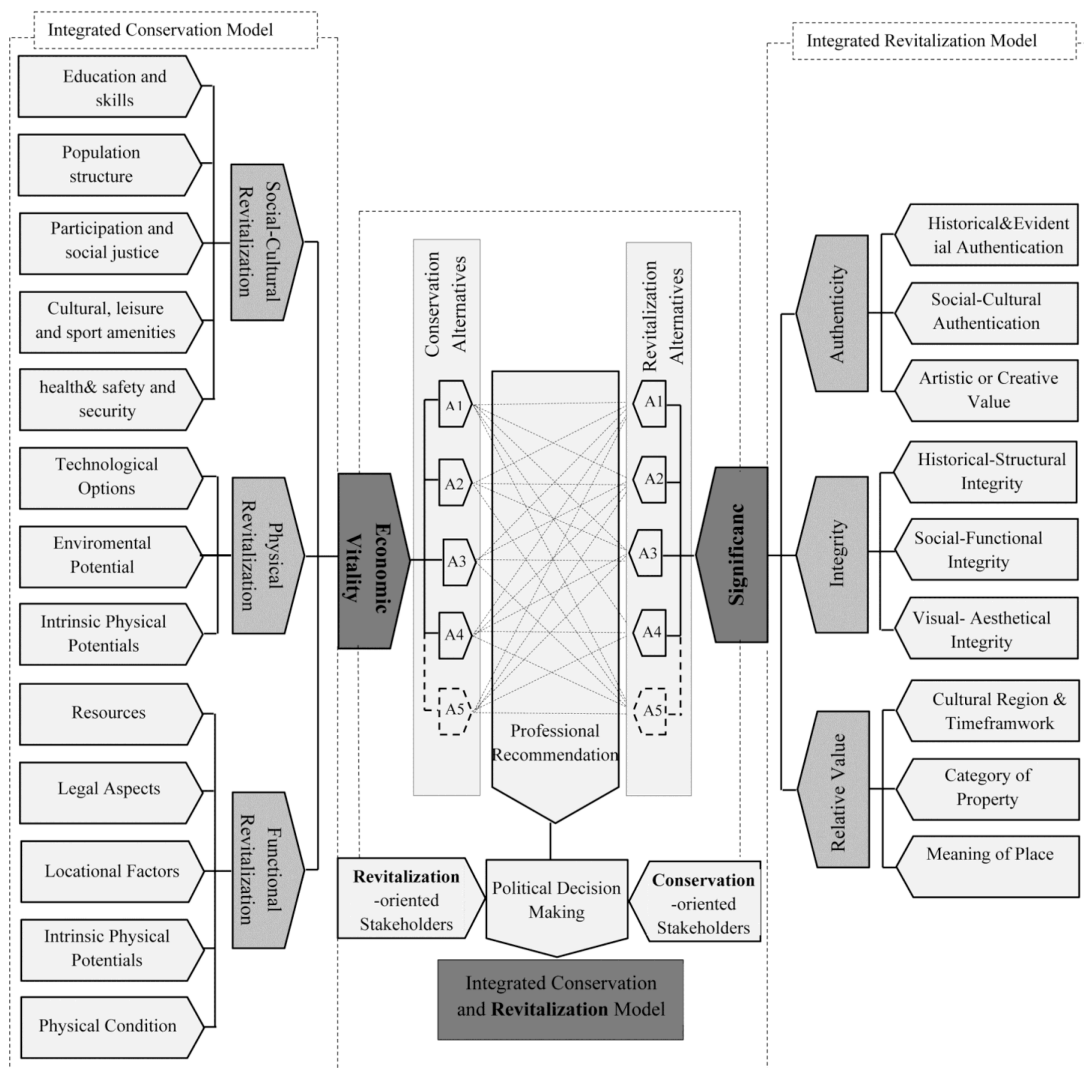 Integrated Conservation Model
Education and
skills
Population
structure
Participation and
social justice
Cultural, leisure
and sport amenities
health& safety and
security
Technological
Options
Enviromental
Potential
Intrinsic Physical
Potentials
Resources
Legal Aspects
Locational Factors
Intrinsic Physical
Potentials
Physical Condition
Social-Cultural
Revitalization
Physical
Revitalization
Functional
Revitalization
Economic
Vitality
Conservation
Alternatives
A1
A2
A3
A4
A5
Professional
Recommendation
Revitalization
Alternatives
A1
A2
A3
A4
A5
Revitalization
-oriented
Stakeholders
Political Decision
Making
Conservation
-oriented
Stakeholders
Integrated Conservation
and Revitalization Model
Integrated Revitalization Model
Significanc
Authenticity
Integrity
Relative Value
Historical&Evident
ial Authentication
Social-Cultural
Authentication
Artistic or Creative
Value
Historical-Structural
Integrity
Social-Functional
Integrity
Visual- Aesthetical
Integrity
Cultural Region &
Timeframwork
Category of
Property
Meaning of Place